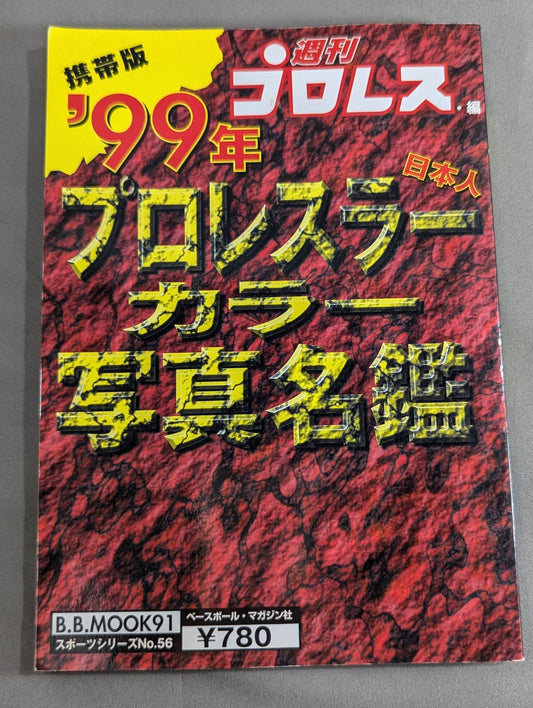 携帯版
週刊
プロレス・編
'99年
日本人
プロレスラー
カラー
写真名鑑
B.B.MOOK91
スポーツシリーズNo.56
ベースボール・マガジン社
¥780